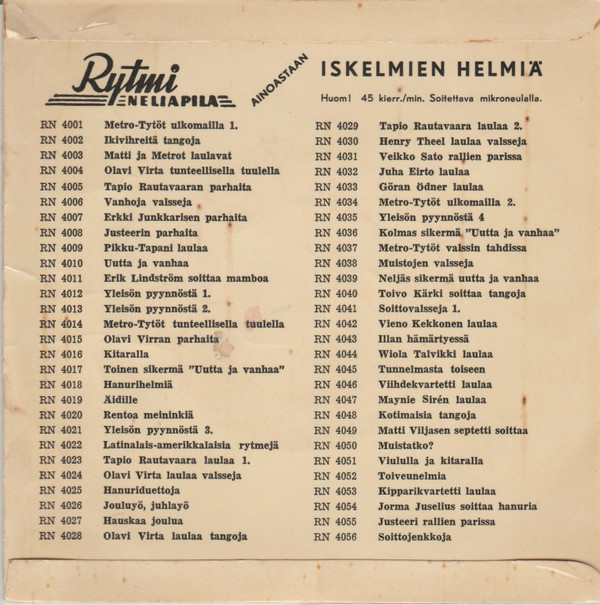 Rytmi
NELIAPILA
AINOASTAAN
ISKELMIEN HELMIÄ
Huom! 45 kierr./min. Soitettava mikroneulalla.
RN 4001 Metro-Tytöt ulkomailla 1.
RN 4002 Ikivihreitä tangoja
RN 4003 Matti ja Metrot laulavat
RN 4004 Olavi Virta tunteellisella tuulella
RN 4005 Tapio Rautavaaran parhaita
RN 4006 Vanhoja valsseja
RN 4007 Erkki Junkkarisen parhaita
RN 4008 Justeerin parhaita
RN 4009 Pikku-Tapani laulaa
RN 4010 Uutta ja vanhaa
RN 4011 Erik Lindström soittaa mamboa
RN 4012 Yleisön pyynnöstä 1.
RN 4013 Yleisön pyynnöstä 2.
RN 4014 Metro-Tytöt tunteellisella tuulella
RN 4015 Olavi Virran parhaita
RN 4016 Kitaralla
RN 4017 Toinen sikermä "Uutta ja vanhaa"
RN 4018 Hanurihelmiä
RN 4019 Äidille
RN 4020 Rentoa meininkiä
RN 4021 Yleisön pyynnöstä 3.
RN 4022 Latinalais-amerikkalaisia rytmejä
RN 4023 Tapio Rautavaara laulaa 1.
RN 4024 Olavi Virta laulaa valsseja
RN 4025 Hanuriduettoja
RN 4026 Jouluyö, juhlayö
RN 4027 Hauskaa joulua
RN 4028 Olavi Virta laulaa tangoja
RN 4029 Tapio Rautavaara laulaa 2.
RN 4030 Henry Theel laulaa valsseja
RN 4031 Veikko Sato rallien parissa
RN 4032 Juha Eirto laulaa
RN 4033 Göran Ödner laulaa
RN 4034 Metro-Tytöt ulkomailla 2.
RN 4035 Yleisön pyynnöstä 4
RN 4036 Kolmas sikermä "Uutta ja vanhaa"
RN 4037 Metro-Tytöt valssin tahdissa
RN 4038 Muistojen valsseja
RN 4039 Neljäs sikermä uutta ja vanhaa
RN 4040 Toivo Kärki soittaa tangoja
RN 4041 Soittovalsseja 1.
RN 4042 Vieno Kekkonen laulaa
RN 4043 Illan hämärtyessä
RN 4044 Wiola Talvikki laulaa
RN 4045 Tunnelmasta toiseen
RN 4046 Viihdekvartetti laulaa
RN 4047 Maynie Sirén laulaa
RN 4048 Kotimaisia tangoja
RN 4049 Matti Viljasen septetti soittaa
RN 4050 Muistatko?
RN 4051 Viululla ja kitaralla
RN 4052 Toiveunelmia
RN 4053 Kipparikvartetti laulaa
RN 4054 Jorma Juselius soittaa hanuria
RN 4055 Justeeri rallien parissa
RN 4056 Soittojenkkoja